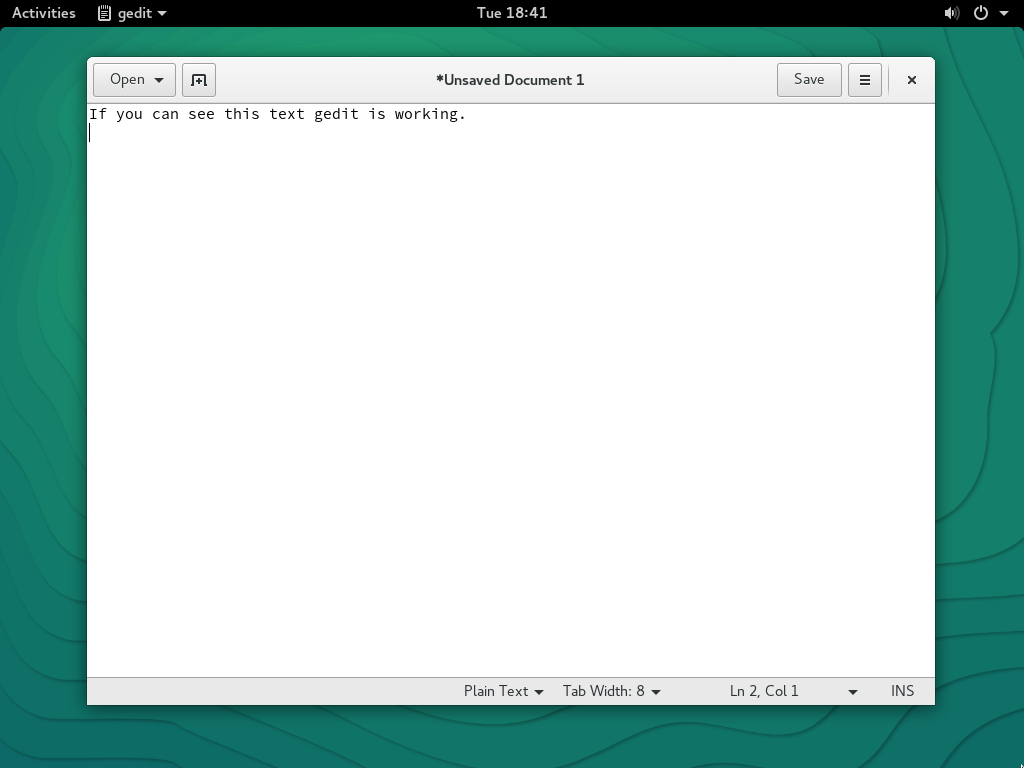 Activities gedit Tue 18:41
Open *Unsaved Document 1 Save
If you can see this text gedit is working.
Plain Text Tab Width: 8 Ln 2, Col 1 INS